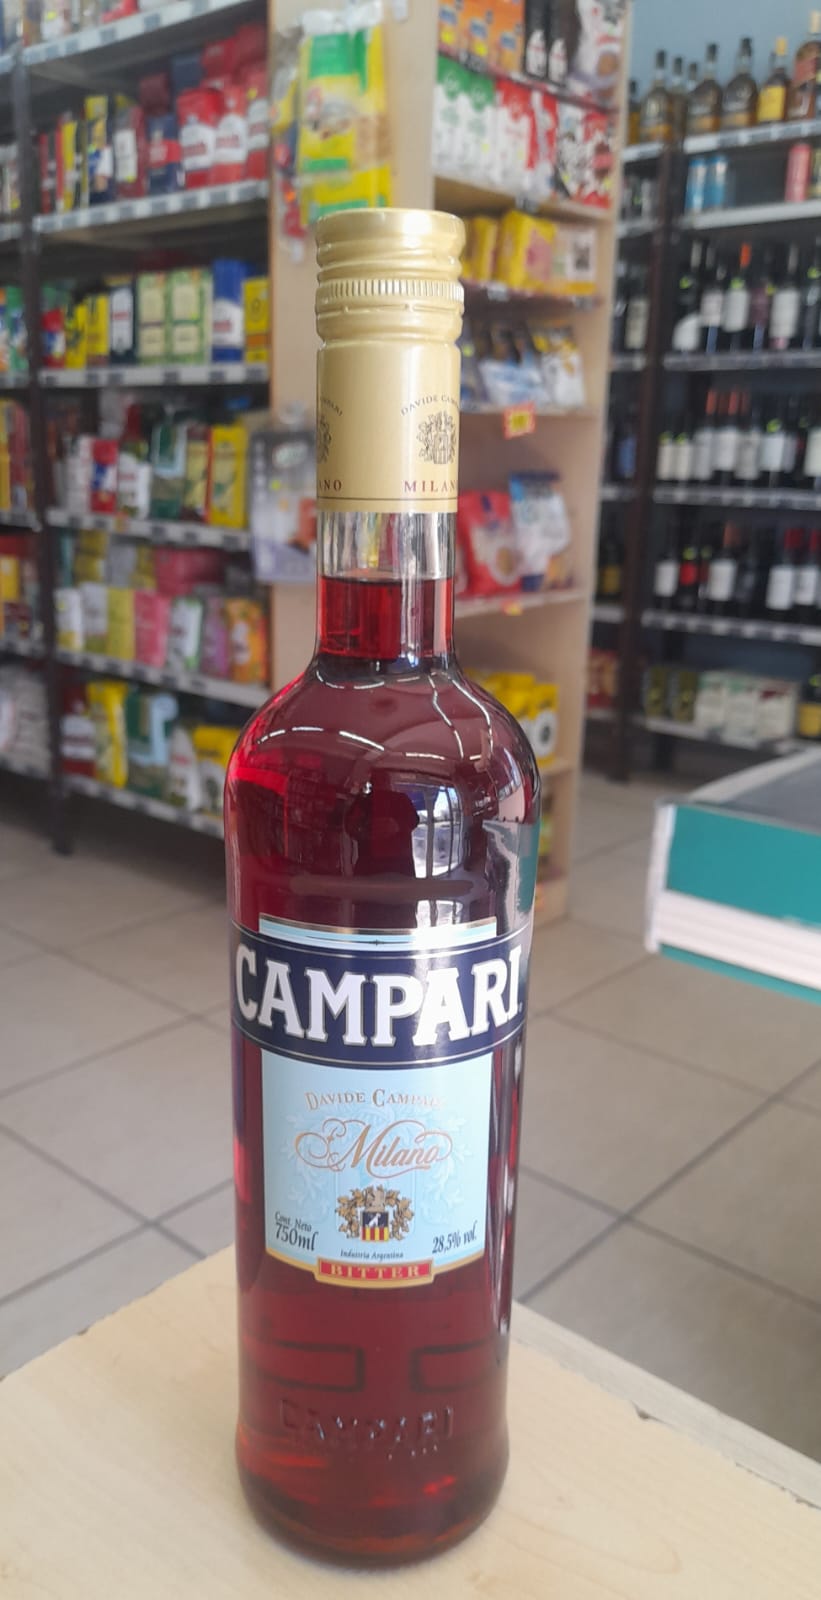 DAVIDE CAMPARI
MILANO
CAMPARI
DAVIDE CAMPARI
Milano
Cont. Neto
750ml
28,5% vol.
Industria Argentina
BITTER
CAMPARI